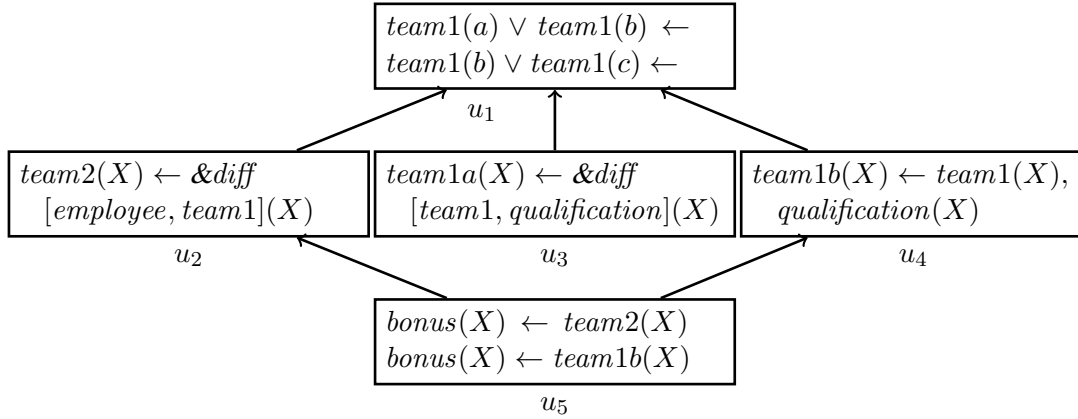 team1(a) ∨ team1(b) ←
team1(b) ∨ team1(c) ←
u₁
team2(X) ← &diff
[employee, team1](X)
u₂
team1a(X) ← &diff
[team1, qualification](X)
u₃
team1b(X) ← team1(X),
qualification(X)
u₄
bonus(X) ← team2(X)
bonus(X) ← team1b(X)
u₅